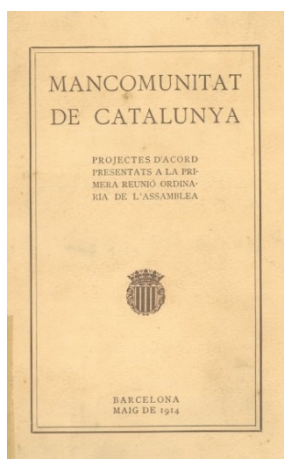 MANCOMUNITAT
DE CATALUNYA
PROJECTES D'ACORD
PRESENTATS A LA PRI-
MERA REUNIÓ ORDINA-
RIA DE L'ASSAMBLEA
BARCELONA
MAIG DE 1914